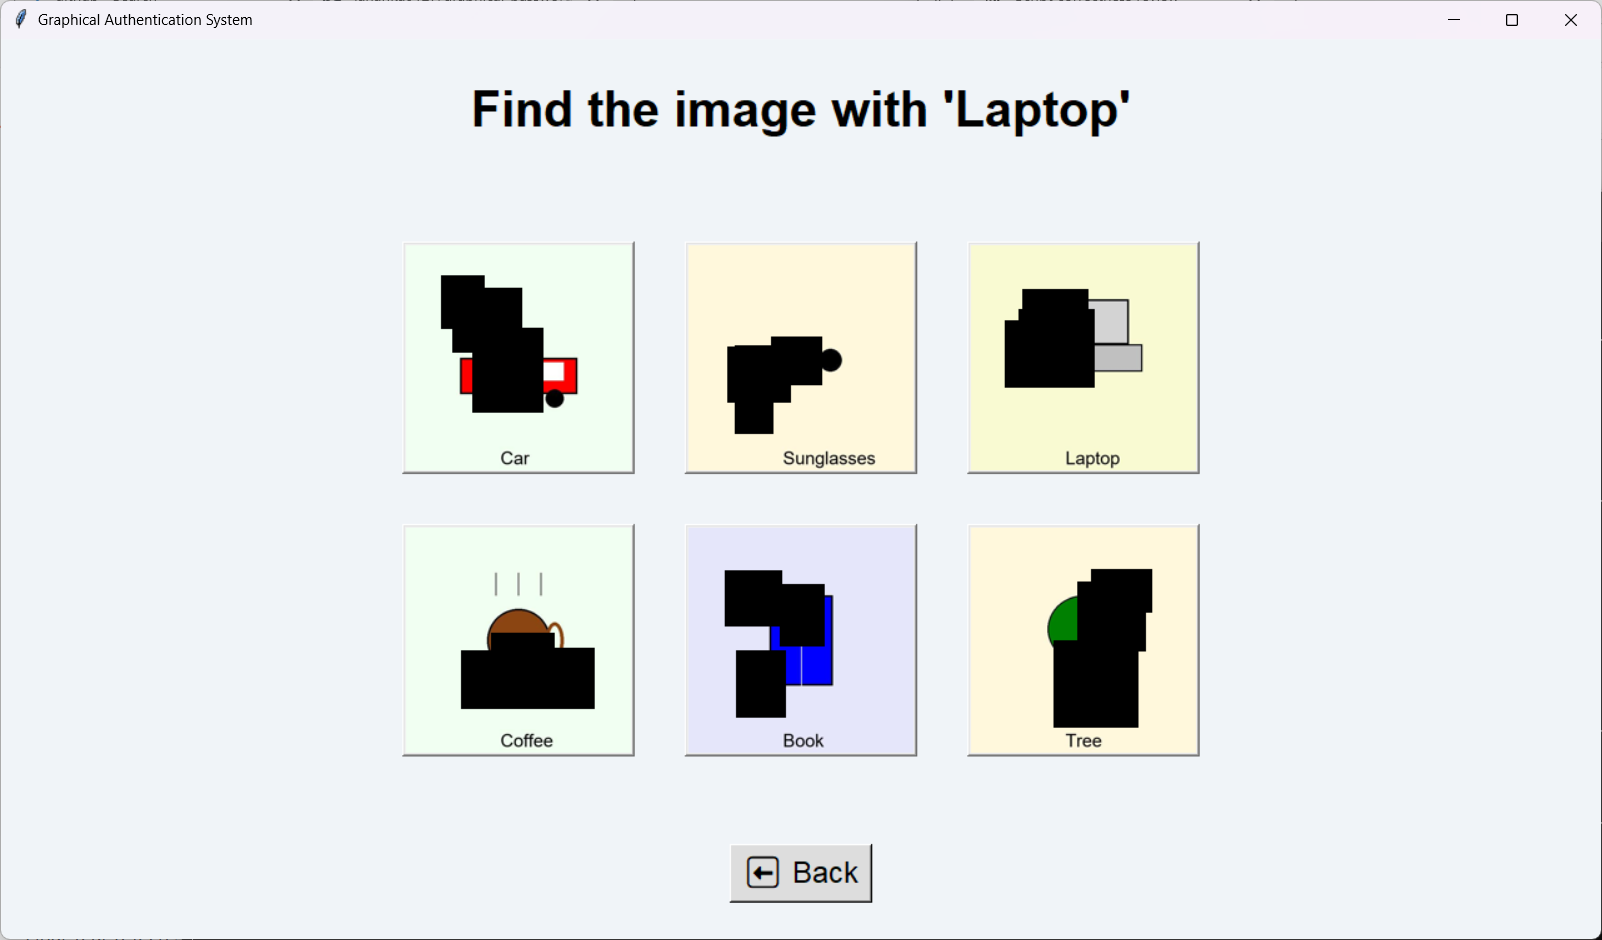 Graphical Authentication System
Find the image with 'Laptop'
Car
Sunglasses
Laptop
Coffee
Book
Tree
Back